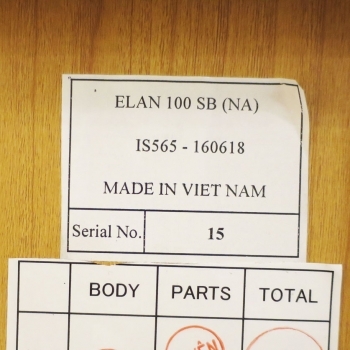 ELAN 100 SB (NA)
IS565 - 160618
MADE IN VIET NAM
Serial No. 15
BODY PARTS TOTAL